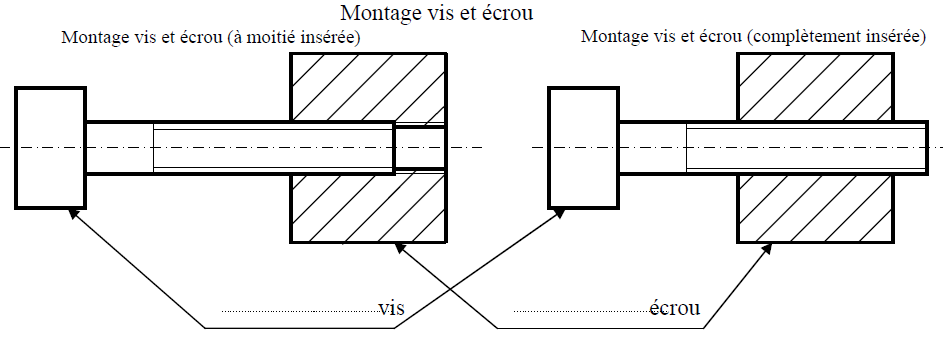 Montage vis et écrou
Montage vis et écrou (à moitié insérée)
Montage vis et écrou (complètement insérée)
vis
écrou